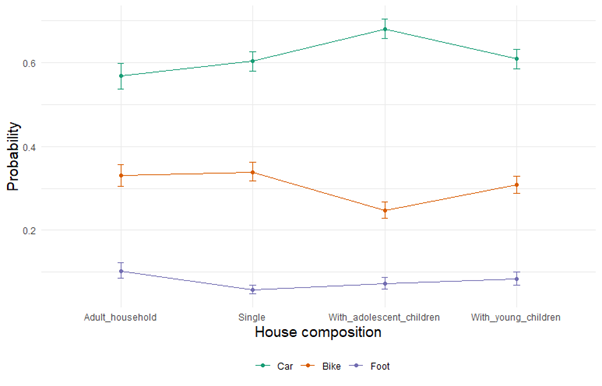 Probability
0.6
0.4
0.2
Adult_household Single With_adolescent_children With_young_children
House composition
Car Bike Foot